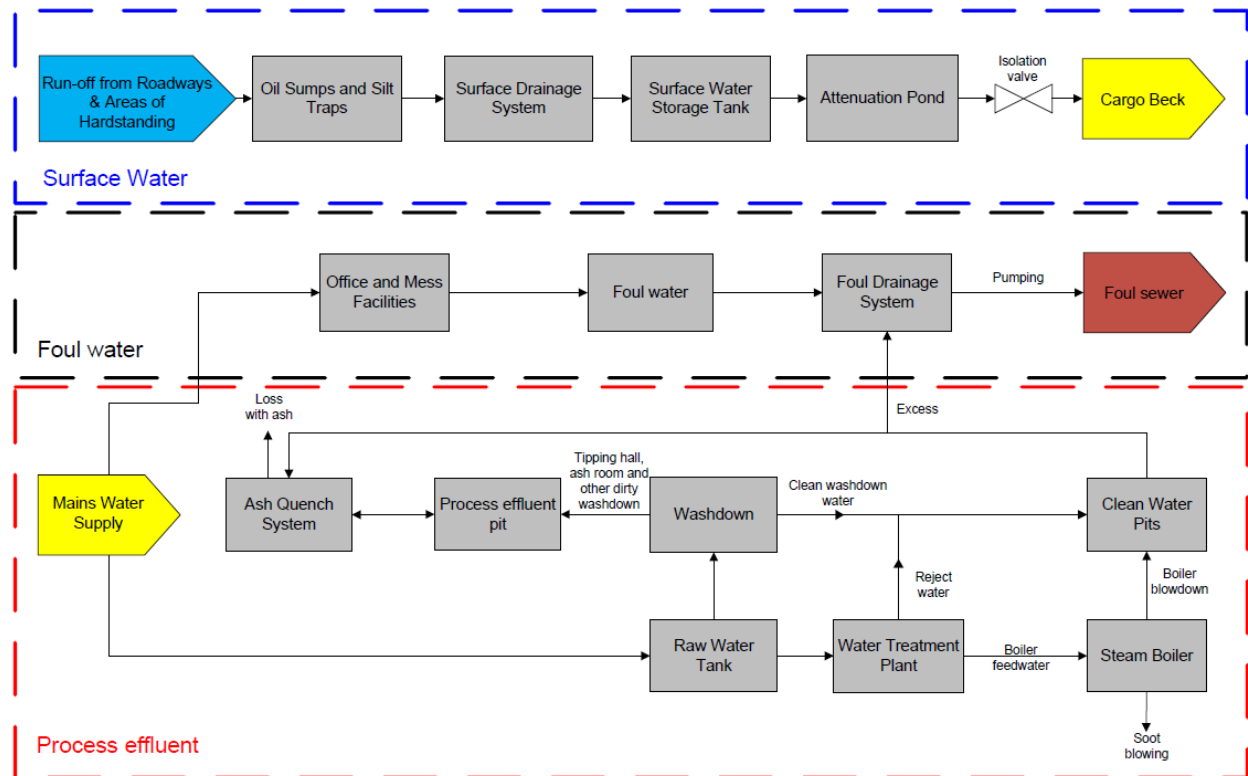 Run-off from Roadways
& Areas of
Hardstanding
Oil Sumps and Silt
Traps
Surface Drainage
System
Surface Water
Storage Tank
Attenuation Pond
Isolation
valve
Cargo Beck
Surface Water
Office and Mess
Facilities
Foul water
Foul Drainage
System
Pumping
Foul sewer
Foul water
Loss
with ash
Excess
Mains Water
Supply
Ash Quench
System
Process effluent
pit
Tipping hall,
ash room and
other dirty
washdown
Washdown
Clean washdown
water
Clean Water
Pits
Reject
water
Boiler
blowdown
Raw Water
Tank
Water Treatment
Plant
Boiler
feedwater
Steam Boiler
Soot
blowing
Process effluent